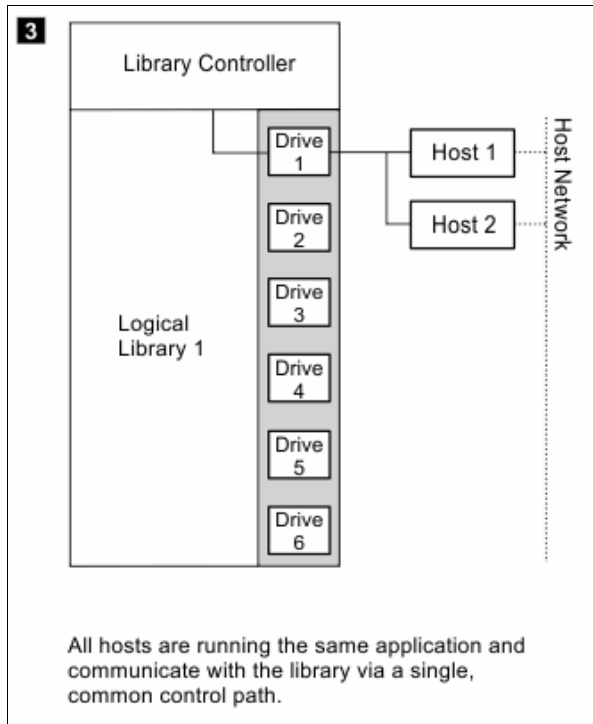 3
Library Controller
Drive
1
Host 1
Host Network
Drive
2
Host 2
Drive
3
Logical
Library 1
Drive
4
Drive
5
Drive
6
All hosts are running the same application and
communicate with the library via a single,
common control path.